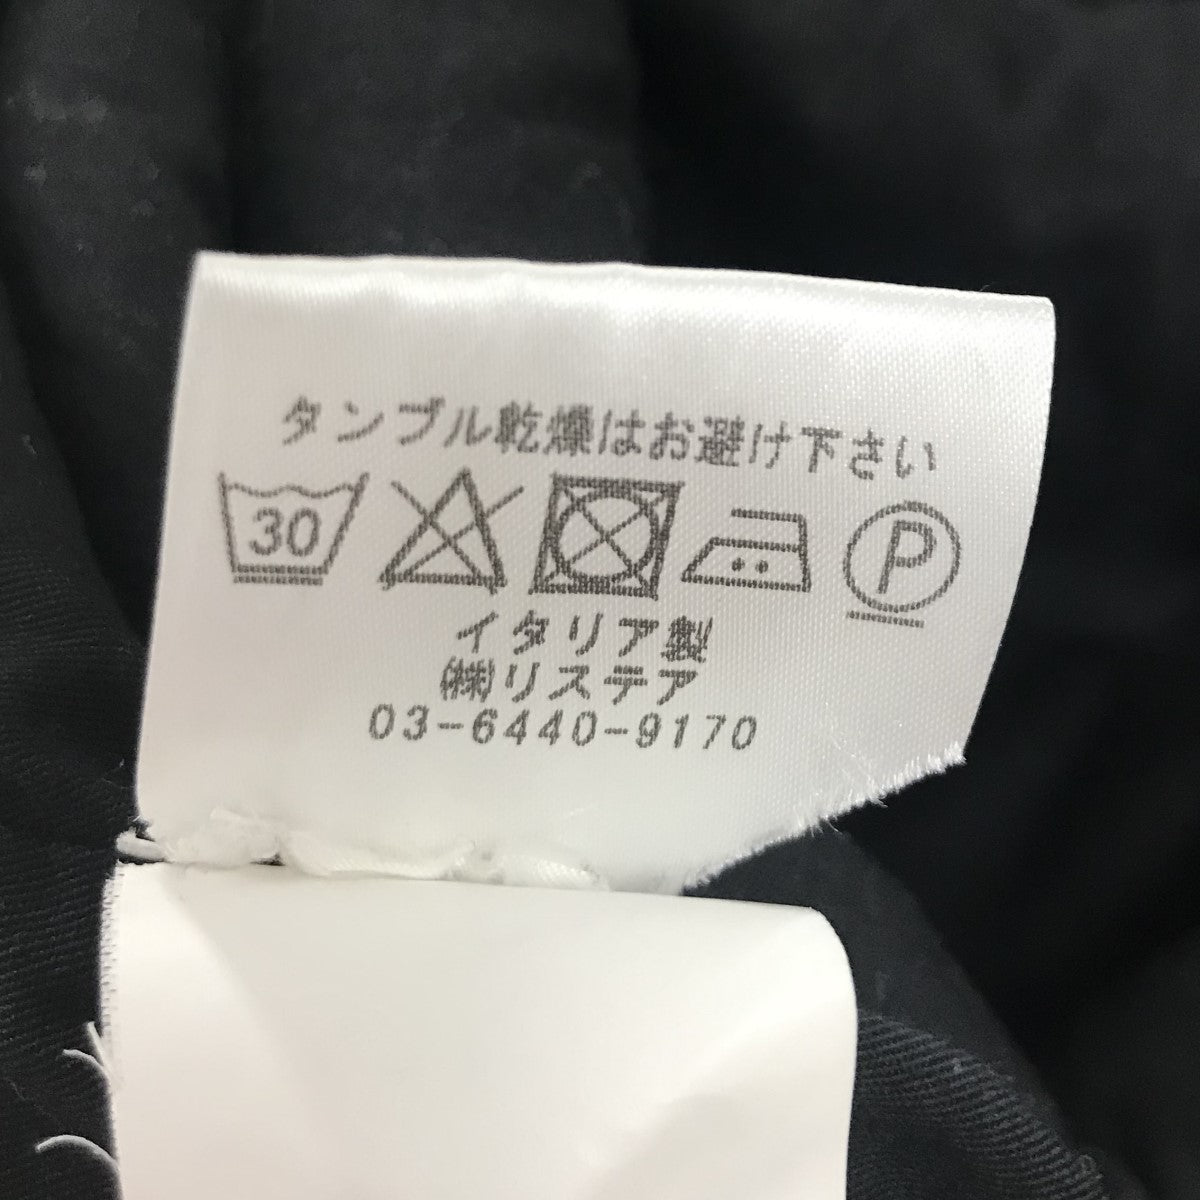 タンブル乾燥はお避け下さい
30 P
イタリア製
㈱リステア
03-6440-9170